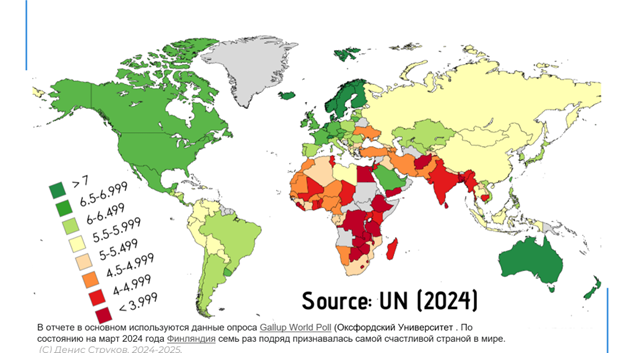 > 7
6.5-6.999
6-6.499
5.5-5.999
5-5.499
4.5-4.999
4-4.999
< 3.999
Source: UN (2024)
В отчете в основном используются данные опроса Gallup World Poll (Оксфордский Университет . По
состоянию на март 2024 года Финляндия семь раз подряд признавалась самой счастливой страной в мире.
(C) Денис Струков, 2024-2025.